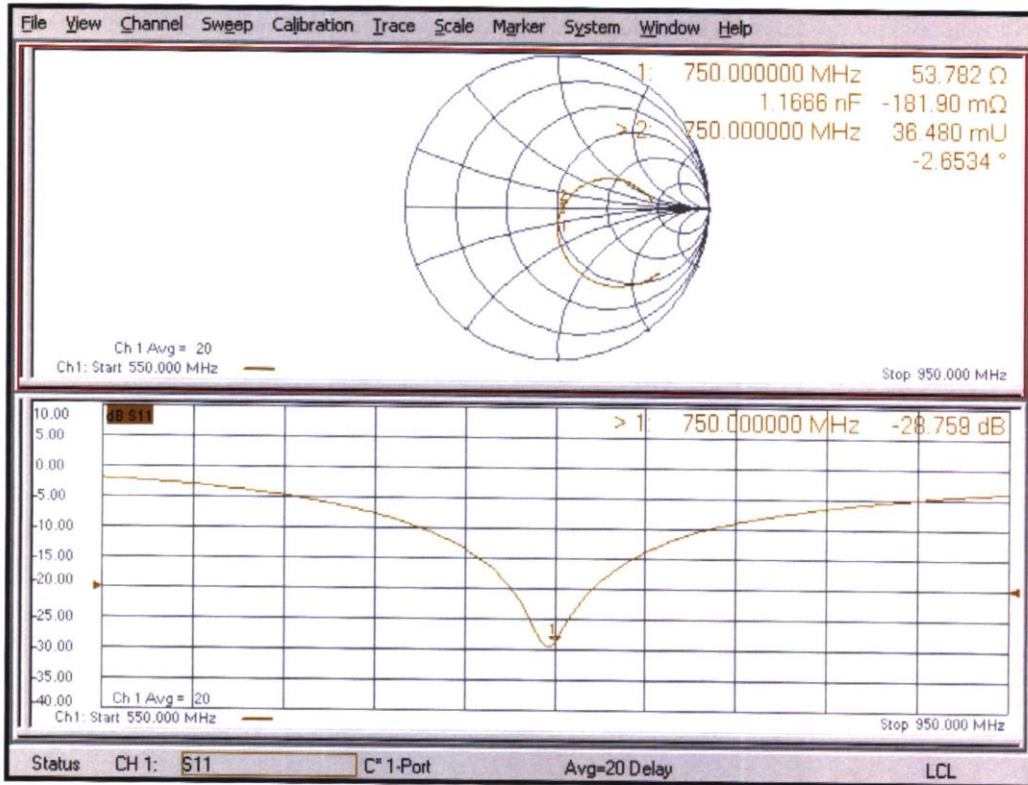 File View Channel Sweep Calibration Trace Scale Marker System Window Help
1: 750.000000 MHz 53.782 Ω
1.1666 nF -181.90 mΩ
> 2: 750.000000 MHz 36.480 mU
-2.6534 °
Ch 1 Avg = 20
Ch1: Start 550.000 MHz
Stop 950.000 MHz
10.00
dB S11
> 1: 750.000000 MHz -28.759 dB
5.00
0.00
-5.00
-10.00
-15.00
-20.00
-25.00
1
-30.00
-35.00
-40.00
Ch 1 Avg = 20
Ch1: Start 550.000 MHz
Stop 950.000 MHz
Status CH 1: S11 C* 1-Port Avg=20 Delay LCL